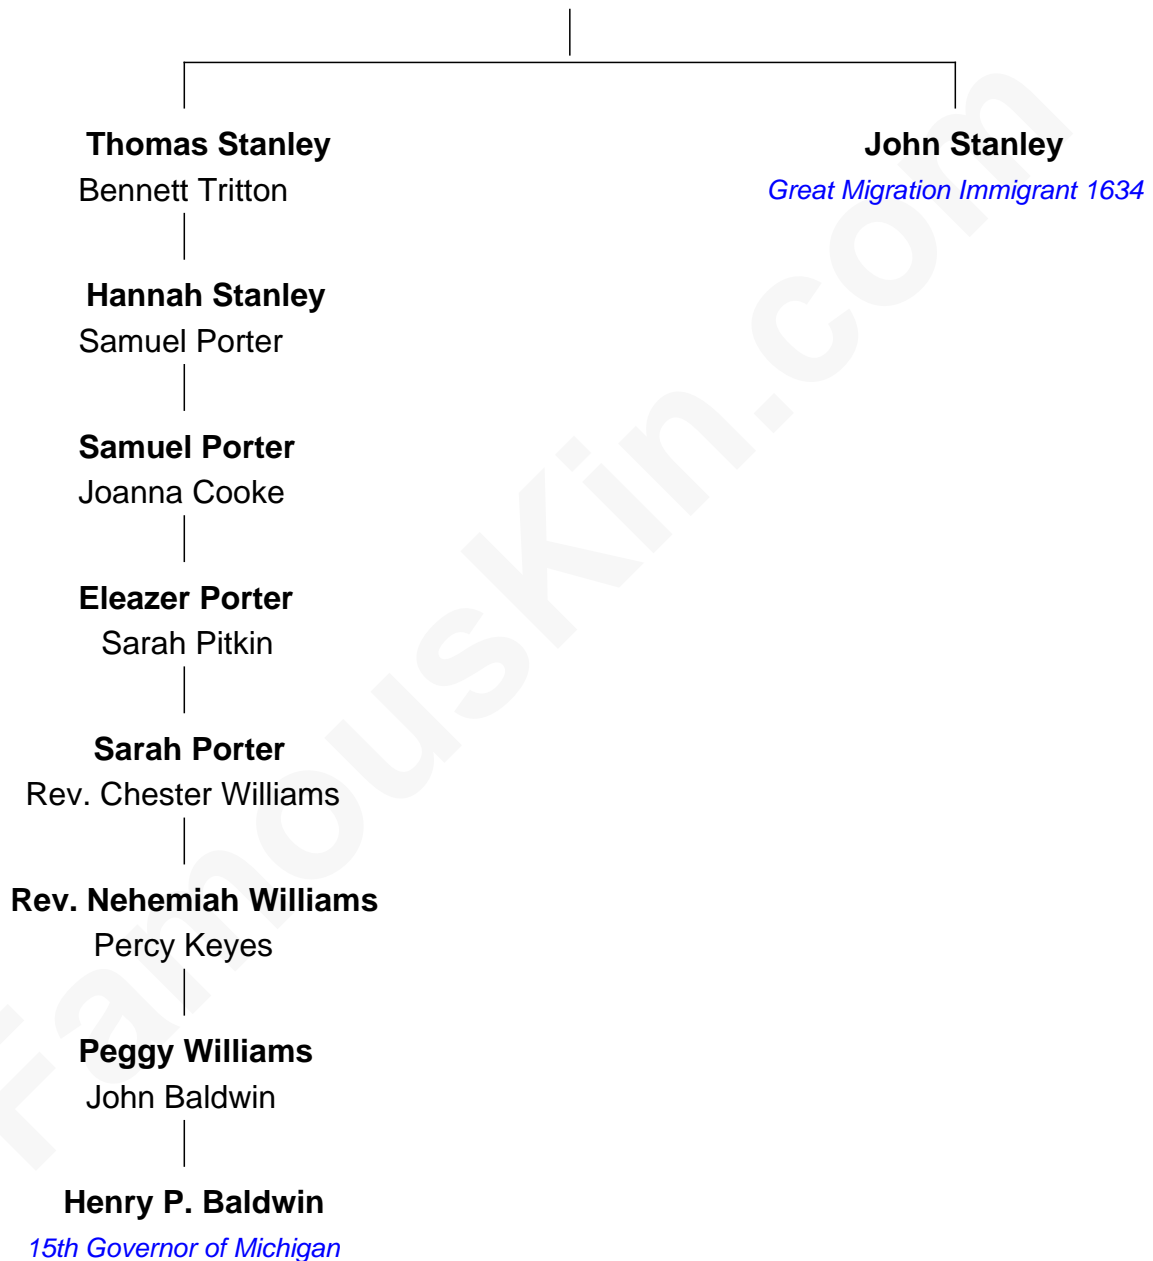 Thomas Stanley
Bennett Tritton
John Stanley
Great Migration Immigrant 1634
Hannah Stanley
Samuel Porter
Samuel Porter
Joanna Cooke
Eleazer Porter
Sarah Pitkin
Sarah Porter
Rev. Chester Williams
Rev. Nehemiah Williams
Percy Keyes
Peggy Williams
John Baldwin
Henry P. Baldwin
15th Governor of Michigan
FamousKin.com